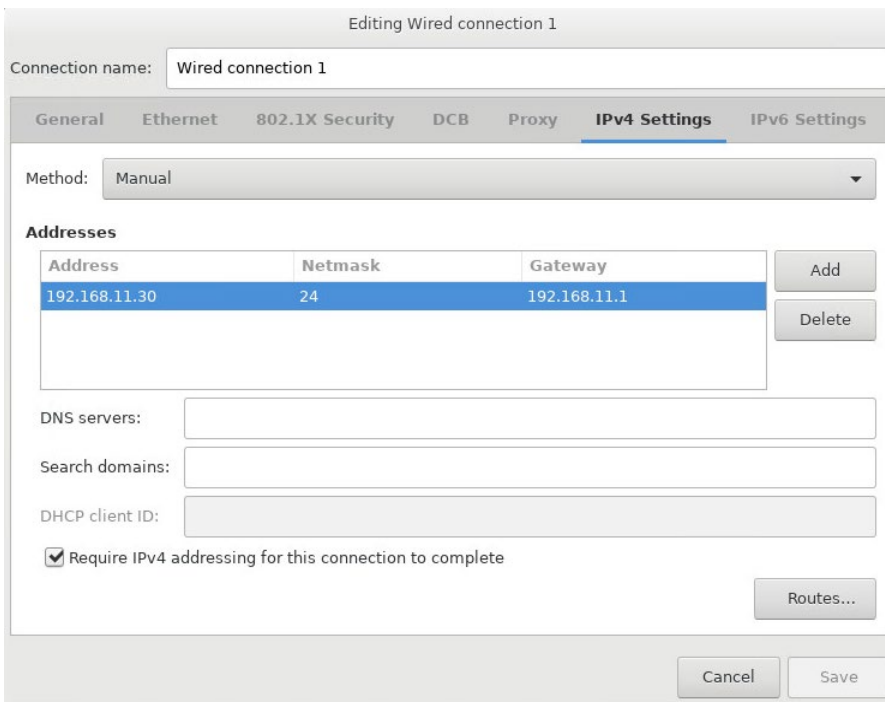 Editing Wired connection 1
Connection name: Wired connection 1
General Ethernet 802.1X Security DCB Proxy IPv4 Settings IPv6 Settings
Method: Manual
Addresses
Address Netmask Gateway
192.168.11.30 24 192.168.11.1
Add
Delete
DNS servers:
Search domains:
DHCP client ID:
Require IPv4 addressing for this connection to complete
Routes...
Cancel Save